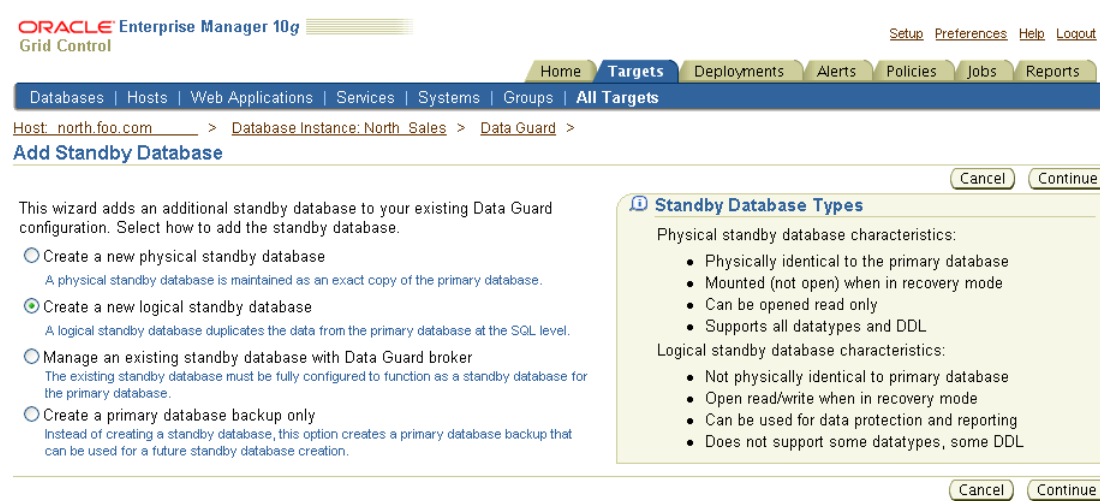 ORACLE Enterprise Manager 10g
Grid Control
Setup Preferences Help Logout
Home Targets Deployments Alerts Policies Jobs Reports
Databases | Hosts | Web Applications | Services | Systems | Groups | All Targets
Host: north.foo.com > Database Instance: North_Sales > Data Guard >
Add Standby Database
Cancel Continue
This wizard adds an additional standby database to your existing Data Guard
configuration. Select how to add the standby database.
Create a new physical standby database
A physical standby database is maintained as an exact copy of the primary database.
Create a new logical standby database
A logical standby database duplicates the data from the primary database at the SQL level.
Manage an existing standby database with Data Guard broker
The existing standby database must be fully configured to function as a standby database for
the primary database.
Create a primary database backup only
Instead of creating a standby database, this option creates a primary database backup that
can be used for a future standby database creation.
Standby Database Types
Physical standby database characteristics:
• Physically identical to the primary database
• Mounted (not open) when in recovery mode
• Can be opened read only
• Supports all datatypes and DDL
Logical standby database characteristics:
• Not physically identical to primary database
• Open read/write when in recovery mode
• Can be used for data protection and reporting
• Does not support some datatypes, some DDL
Cancel Continue